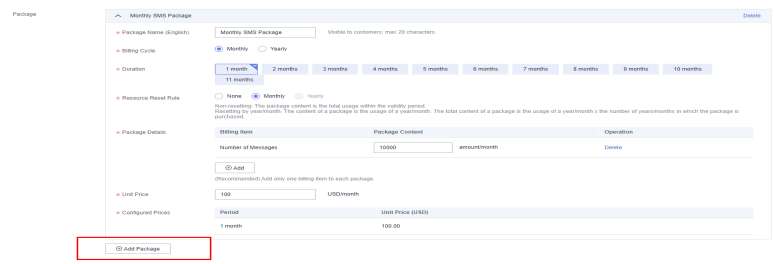 Package
Monthly SMS Package Delete
* Package Name (English) Monthly SMS Package Visible to customers: max 20 characters.
* Billing Cycle Monthly Yearly
* Duration 1 month 2 months 3 months 4 months 5 months 6 months 7 months 8 months 9 months 10 months
11 months
* Resource Reset Rule None Monthly Yearly
Non-resetting: The package content is the total usage within the validity period.
Resetting by year/month: The content of a package is the usage of a year/month. The total content of a package is the usage of a year/month x the number of years/months in which the package is
purchased.
* Package Details Billing Item Package Content Operation
Number of Messages 10000 amount/month Delete
Add
(Recommended) Add only one billing item to each package.
* Unit Price 100 USD/month
* Configured Prices Period Unit Price (USD)
1 month 100.00
Add Package